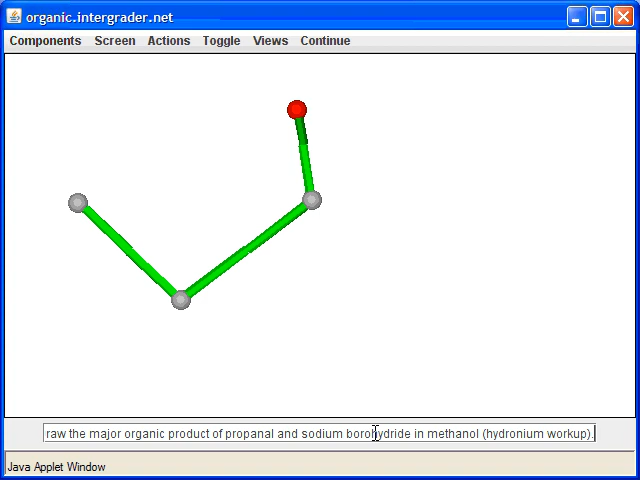 organic.intergrader.net
Components Screen Actions Toggle Views Continue
raw the major organic product of propanal and sodium borohydride in methanol (hydronium workup).
Java Applet Window